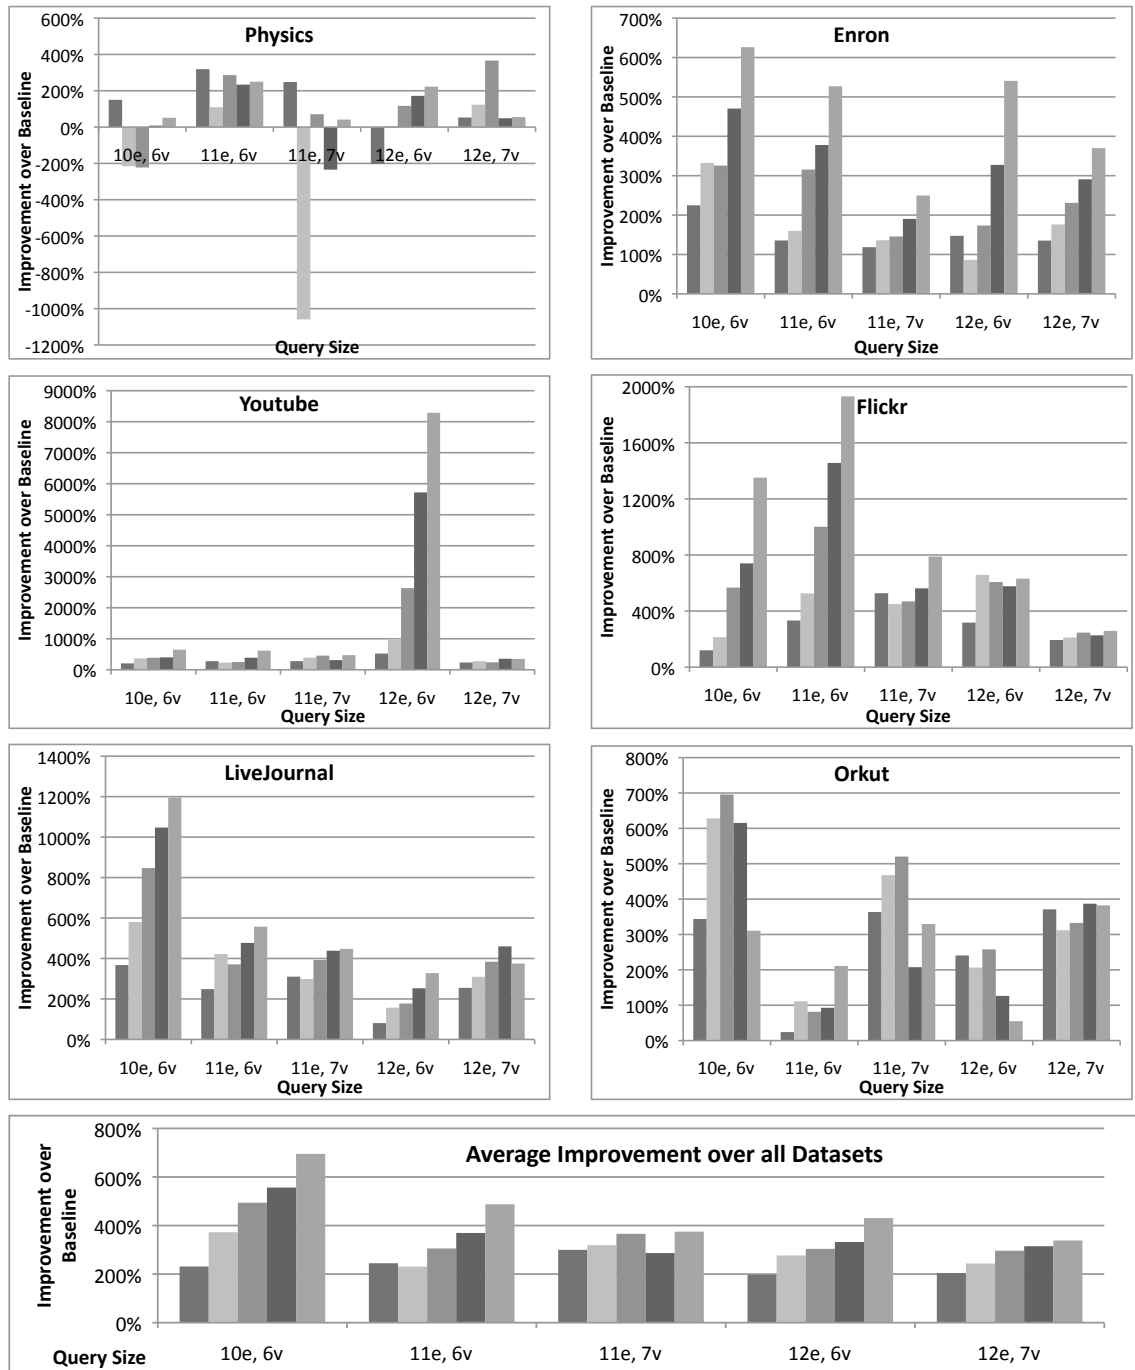 Physics
Improvement over Baseline
600%
400%
200%
0%
-200%
-400%
-600%
-800%
-1000%
-1200%
10e, 6v
11e, 6v
11e, 7v
12e, 6v
12e, 7v
Query Size
Enron
Improvement over Baseline
700%
600%
500%
400%
300%
200%
100%
0%
10e, 6v
11e, 6v
11e, 7v
12e, 6v
12e, 7v
Query Size
Youtube
Improvement over Baseline
9000%
8000%
7000%
6000%
5000%
4000%
3000%
2000%
1000%
0%
10e, 6v
11e, 6v
11e, 7v
12e, 6v
12e, 7v
Query Size
Flickr
Improvement over Baseline
2000%
1600%
1200%
800%
400%
0%
10e, 6v
11e, 6v
11e, 7v
12e, 6v
12e, 7v
Query Size
LiveJournal
Improvement over Baseline
1400%
1200%
1000%
800%
600%
400%
200%
0%
10e, 6v
11e, 6v
11e, 7v
12e, 6v
12e, 7v
Query Size
Orkut
Improvement over Baseline
800%
700%
600%
500%
400%
300%
200%
100%
0%
10e, 6v
11e, 6v
11e, 7v
12e, 6v
12e, 7v
Query Size
Average Improvement over all Datasets
Improvement over
Baseline
800%
600%
400%
200%
0%
Query Size
10e, 6v
11e, 6v
11e, 7v
12e, 6v
12e, 7v